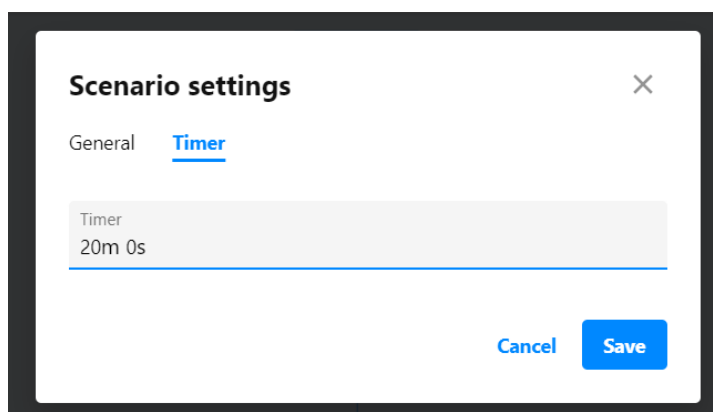 Scenario settings
General Timer
Timer
20m 0s
Cancel Save